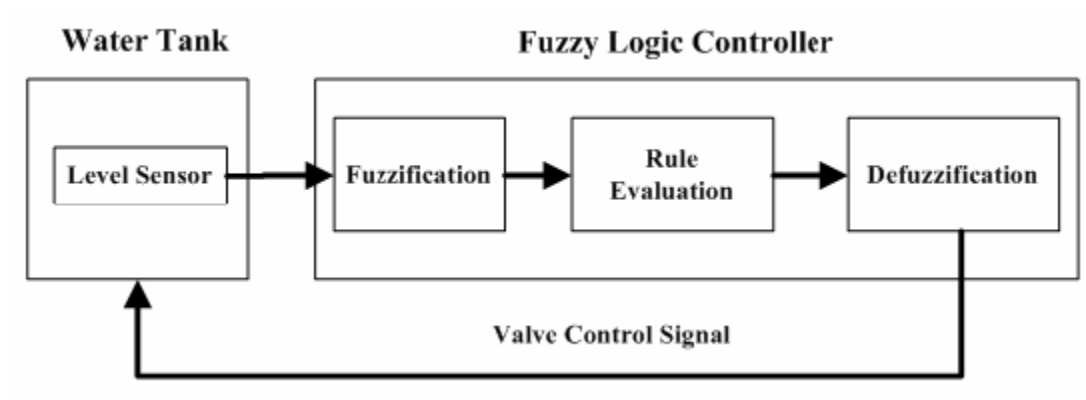 Water Tank
Fuzzy Logic Controller
Level Sensor
Fuzzification
Rule
Evaluation
Defuzzification
Valve Control Signal